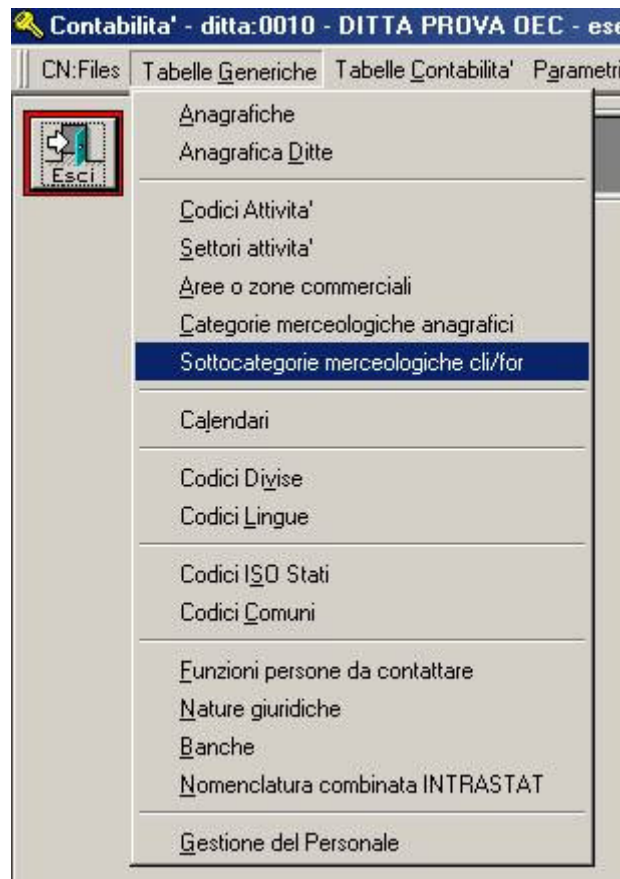 Contabilita' - ditta:0010 - DITTA PROVA OEC - ese
CN:Files Tabelle Generiche Tabelle Contabilita' Parametri
Esci
Anagrafiche
Anagrafica Ditte
Codici Attivita'
Settori attivita'
Aree o zone commerciali
Categorie merceologiche anagrafici
Sottocategorie merceologiche cli/for
Calendari
Codici Divise
Codici Lingue
Codici ISO Stati
Codici Comuni
Funzioni persone da contattare
Nature giuridiche
Banche
Nomenclatura combinata INTRASTAT
Gestione del Personale